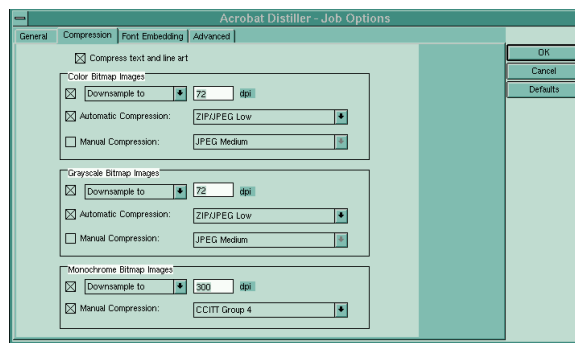 Acrobat Distiller - Job Options
General Compression Font Embedding Advanced
OK
Cancel
Defaults
Compress text and line art
Color Bitmap Images
Downsample to 72 dpi
Automatic Compression: ZIP/JPEG Low
Manual Compression: JPEG Medium
Grayscale Bitmap Images
Downsample to 72 dpi
Automatic Compression: ZIP/JPEG Low
Manual Compression: JPEG Medium
Monochrome Bitmap Images
Downsample to 300 dpi
Manual Compression: CCITT Group 4